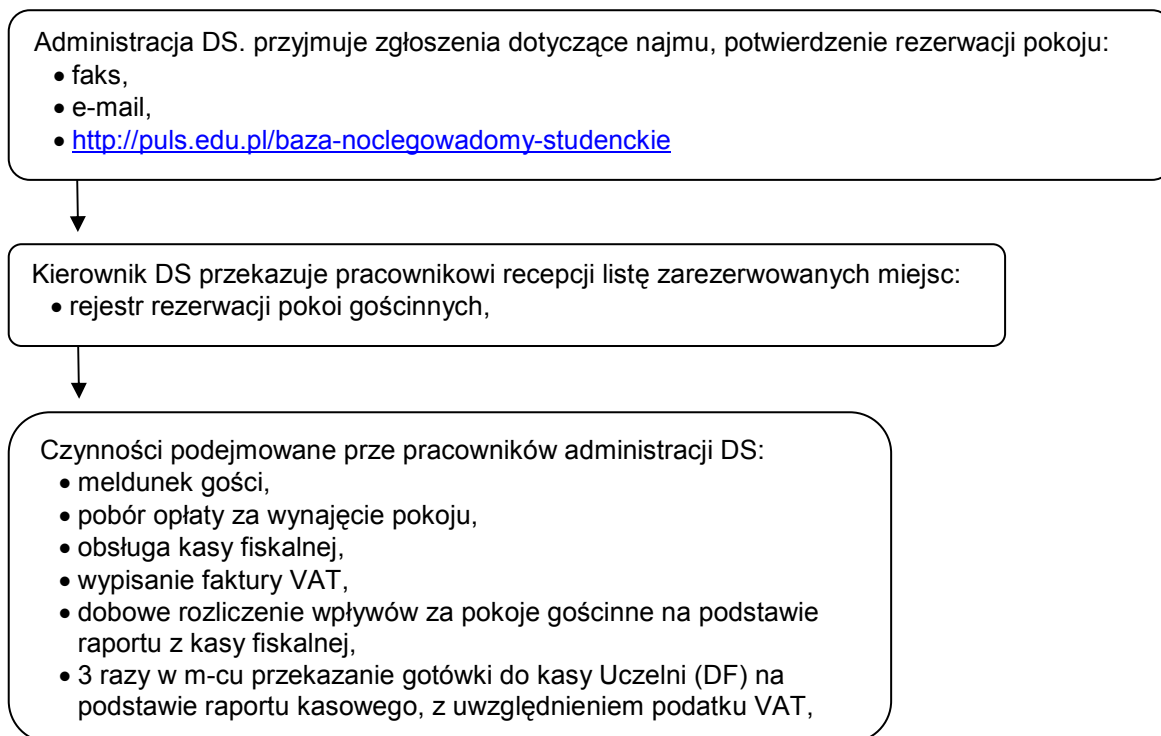 Administracja DS. przyjmuje zgłoszenia dotyczące najmu, potwierdzenie rezerwacji pokoju:
• faks,
• e-mail,
• http://puls.edu.pl/baza-noclegowadomy-studenckie
Kierownik DS przekazuje pracownikowi recepcji listę zarezerwowanych miejsc:
• rejestr rezerwacji pokoi gościnnych,
Czynności podejmowane prze pracowników administracji DS:
• meldunek gości,
• pobór opłaty za wynajęcie pokoju,
• obsługa kasy fiskalnej,
• wypisanie faktury VAT,
• dobowe rozliczenie wpływów za pokoje gościnne na podstawie
raportu z kasy fiskalnej,
• 3 razy w m-cu przekazanie gotówki do kasy Uczelni (DF) na
podstawie raportu kasowego, z uwzględnieniem podatku VAT,